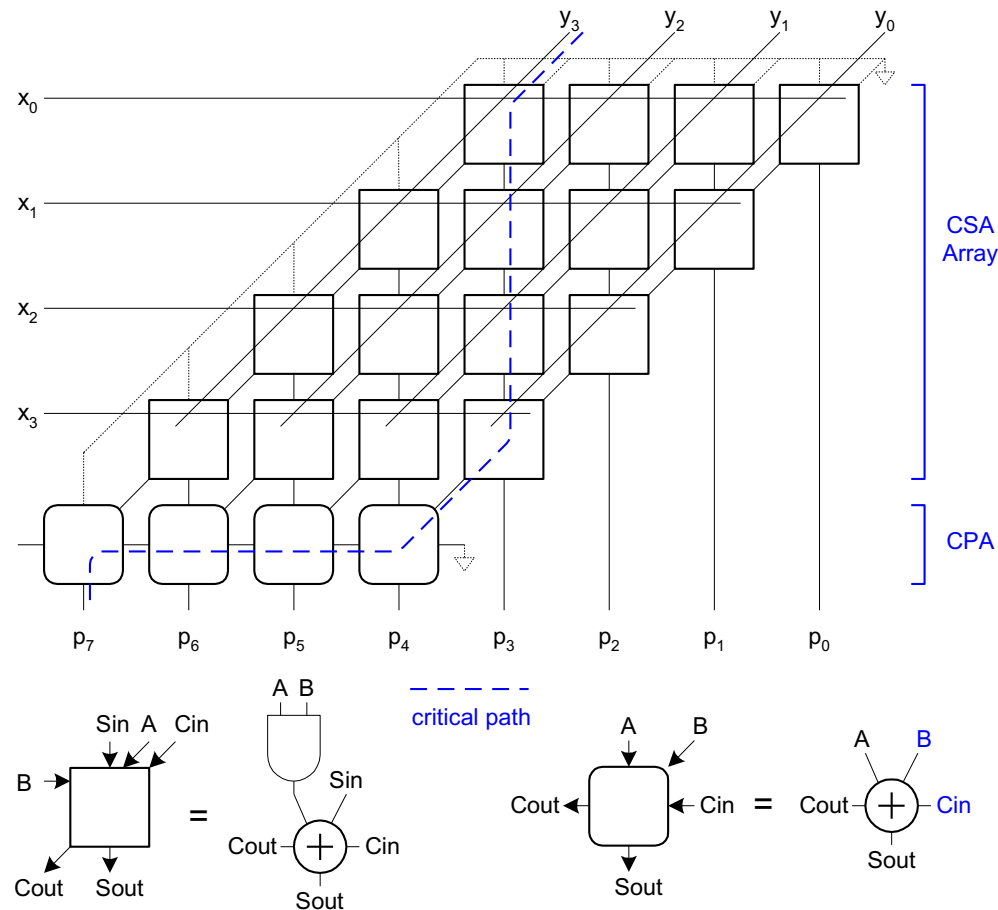 y₃ y₂ y₁ y₀
x₀
x₁
CSA
Array
x₂
x₃
CPA
p₇ p₆ p₅ p₄ p₃ p₂ p₁ p₀
A B
critical path
Sin A Cin
B
=
Sin
Cout + Cin
Cout Sout
Sout
A B
Cout Cin
=
Sout
A B
Cout + Cin
Sout